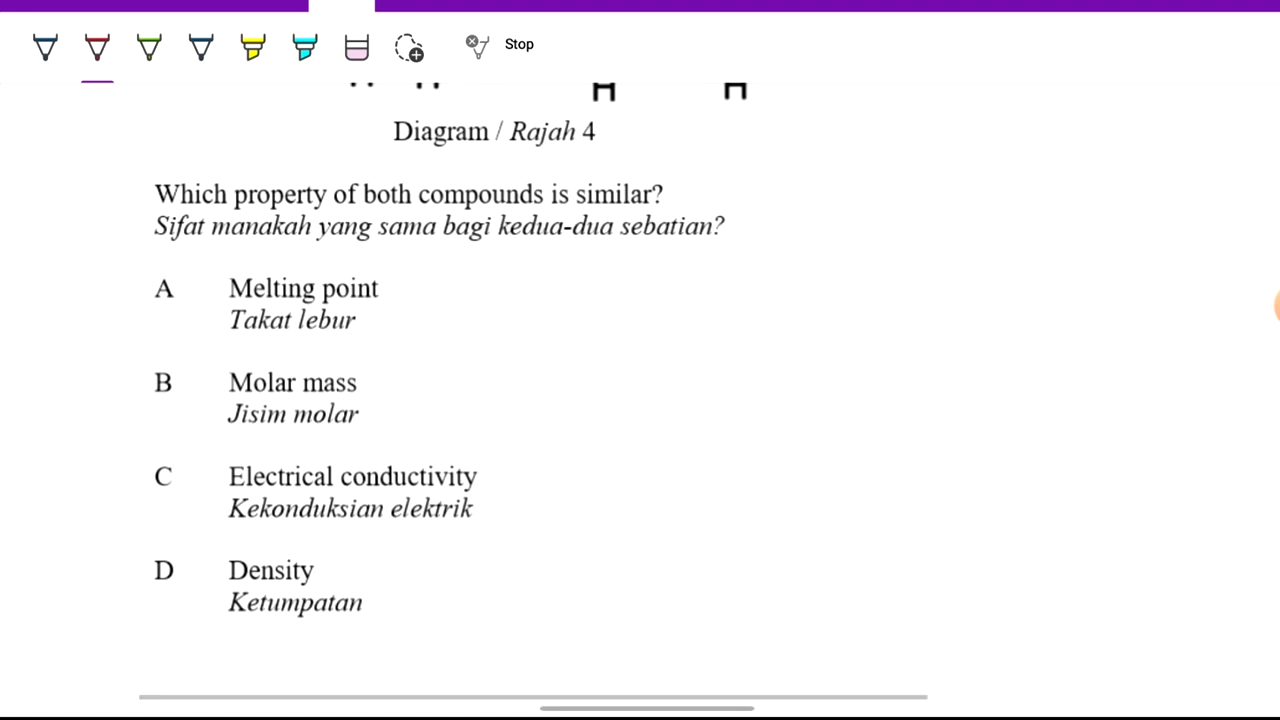 Stop
Diagram / Rajah 4
Which property of both compounds is similar?
Sifat manakah yang sama bagi kedua-dua sebatian?
A Melting point
Takat lebur
B Molar mass
Jisim molar
C Electrical conductivity
Kekonduksian elektrik
D Density
Ketumpatan